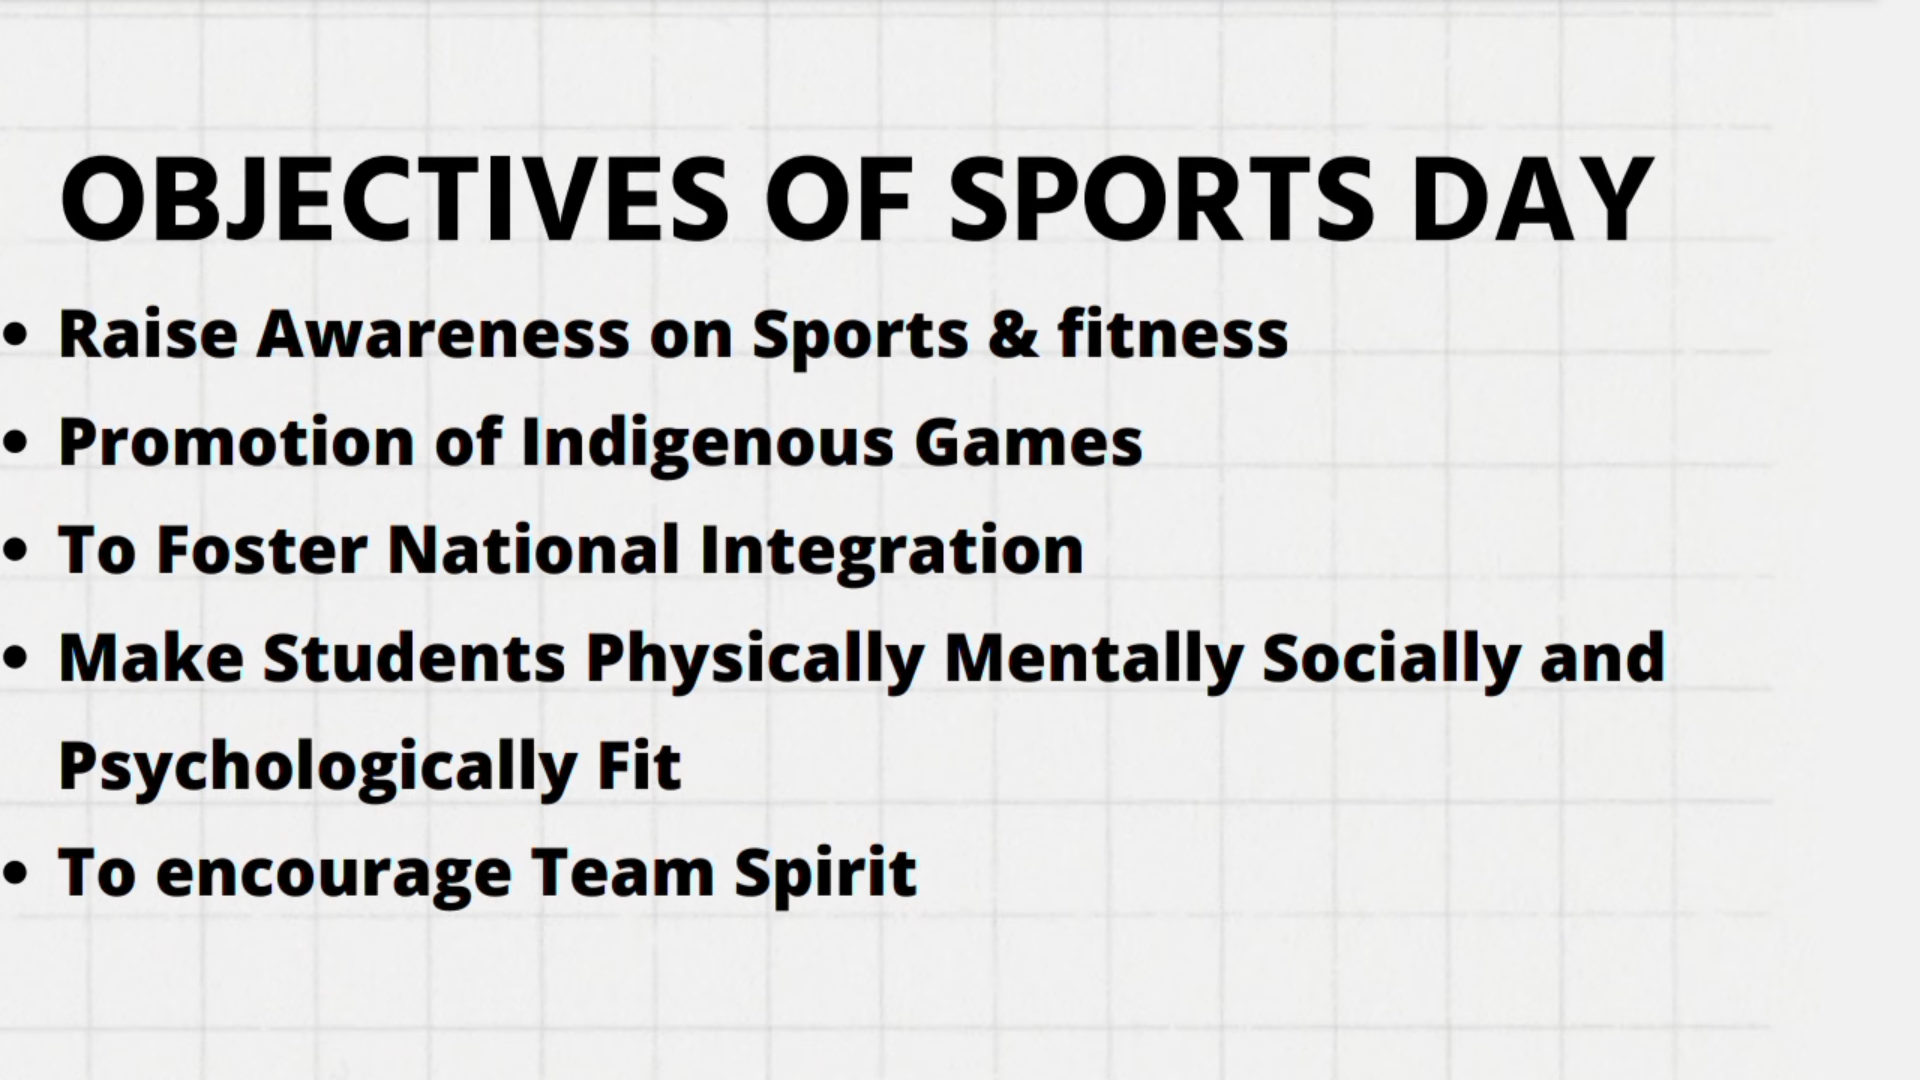 OBJECTIVES OF SPORTS DAY
• Raise Awareness on Sports & fitness
• Promotion of Indigenous Games
• To Foster National Integration
• Make Students Physically Mentally Socially and
Psychologically Fit
• To encourage Team Spirit